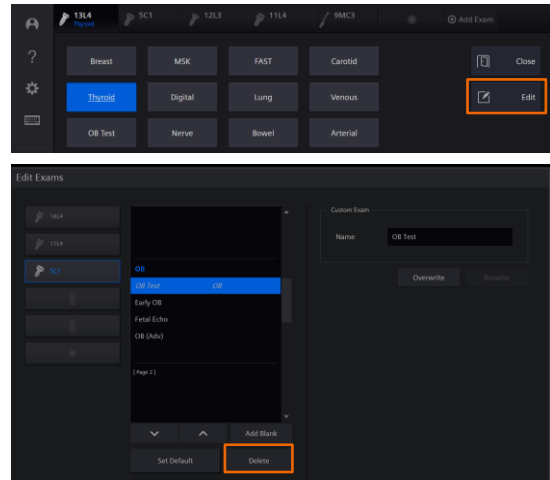 13L4 5C1 12L3 11L4 9MC3 Add Exam
Thyroid
Breast MSK FAST Carotid Close
Thyroid Digital Lung Venous Edit
OB Test Nerve Bowel Arterial
Edit Exams
Custom Exam
13L4
Name OB Test
11L4
5C1
OB
OB Test OB
Overwrite Rename
Early OB
Fetal Echo
OB (Adv)
[ Page 2 ]
Add Blank
Set Default Delete